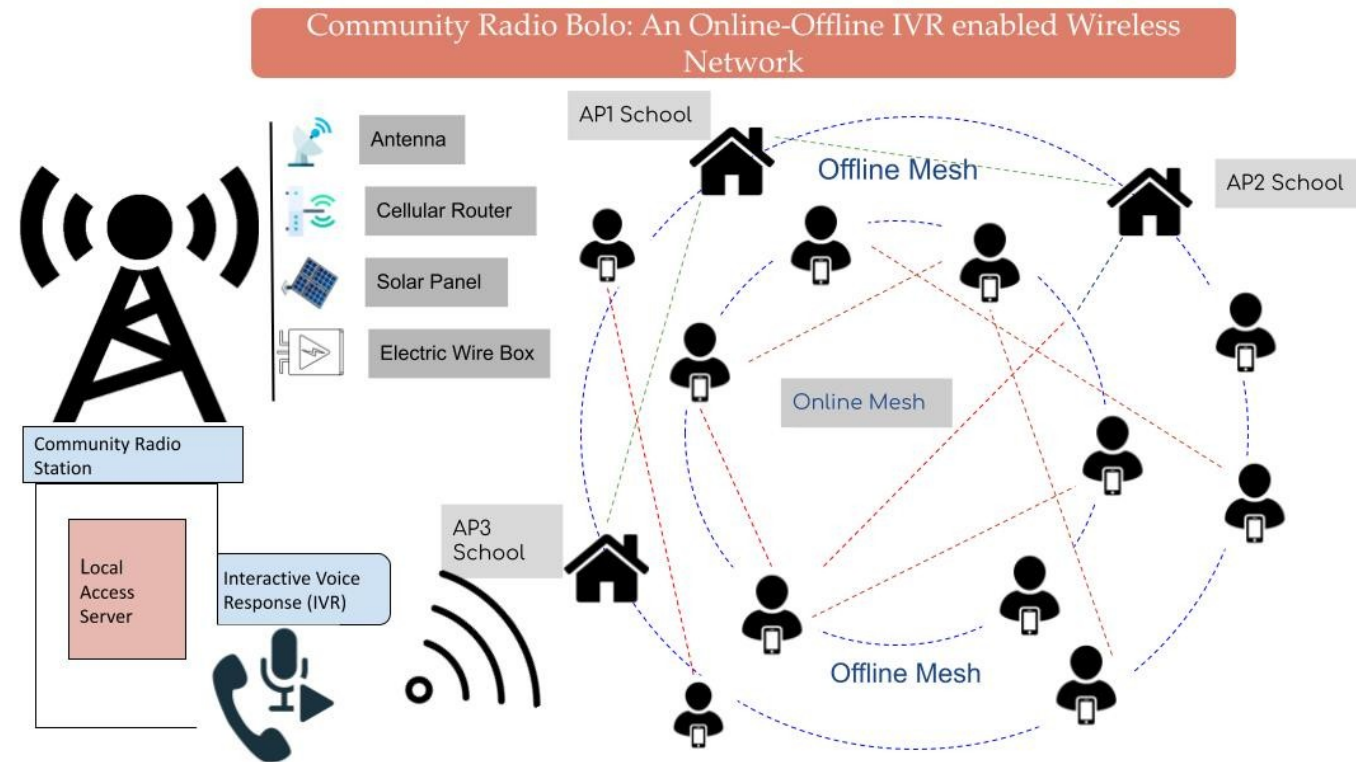 Community Radio Bolo: An Online-Offline IVR enabled Wireless
Network
Antenna
Cellular Router
Solar Panel
Electric Wire Box
Community Radio
Station
Local
Access
Server
Interactive Voice
Response (IVR)
AP1 School
Offline Mesh
AP2 School
Online Mesh
AP3
School
Offline Mesh